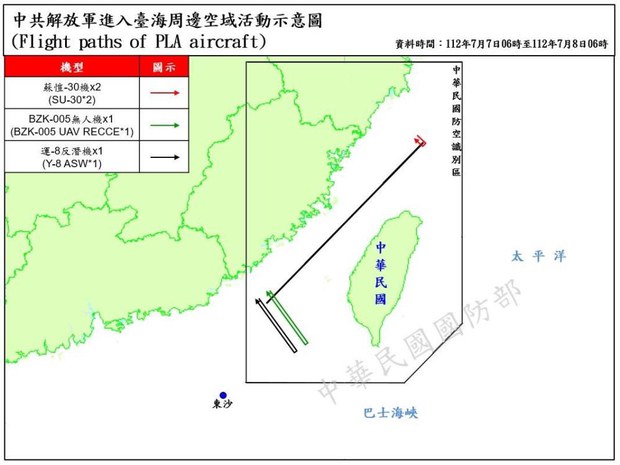 中共解放軍進入臺海周邊空域活動示意圖
(Flight paths of PLA aircraft)
資料時間：112年7月7日06時至112年7月8日06時
機型 圖示
蘇愷-30機x2
(SU-30*2)
BZK-005無人機x1
(BZK-005 UAV RECCE*1)
運-8反潛機x1
(Y-8 ASW*1)
中華民國防空識別區
中華民國
太平洋
中華民國國防部
東沙
巴士海峽